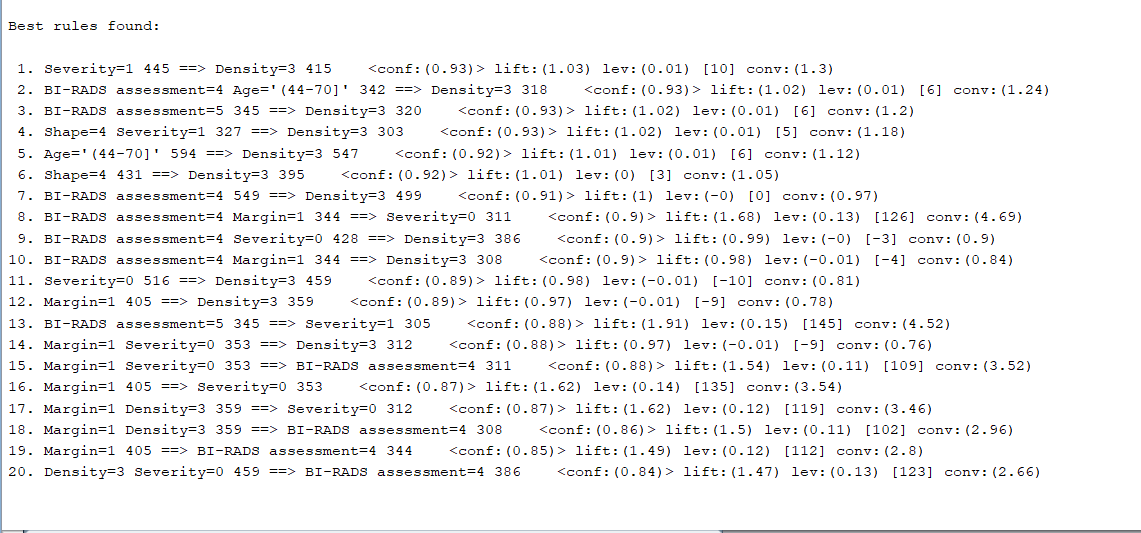 Best rules found:
1. Severity=1 445 ==> Density=3 415 <conf:(0.93)> lift:(1.03) lev:(0.01) [10] conv:(1.3)
2. BI-RADS assessment=4 Age='(44-70]' 342 ==> Density=3 318 <conf:(0.93)> lift:(1.02) lev:(0.01) [6] conv:(1.24)
3. BI-RADS assessment=5 345 ==> Density=3 320 <conf:(0.93)> lift:(1.02) lev:(0.01) [6] conv:(1.2)
4. Shape=4 Severity=1 327 ==> Density=3 303 <conf:(0.93)> lift:(1.02) lev:(0.01) [5] conv:(1.18)
5. Age='(44-70]' 594 ==> Density=3 547 <conf:(0.92)> lift:(1.01) lev:(0.01) [6] conv:(1.12)
6. Shape=4 431 ==> Density=3 395 <conf:(0.92)> lift:(1.01) lev:(0) [3] conv:(1.05)
7. BI-RADS assessment=4 549 ==> Density=3 499 <conf:(0.91)> lift:(1) lev:(-0) [0] conv:(0.97)
8. BI-RADS assessment=4 Margin=1 344 ==> Severity=0 311 <conf:(0.9)> lift:(1.68) lev:(0.13) [126] conv:(4.69)
9. BI-RADS assessment=4 Severity=0 428 ==> Density=3 386 <conf:(0.9)> lift:(0.99) lev:(-0) [-3] conv:(0.9)
10. BI-RADS assessment=4 Margin=1 344 ==> Density=3 308 <conf:(0.9)> lift:(0.98) lev:(-0.01) [-4] conv:(0.84)
11. Severity=0 516 ==> Density=3 459 <conf:(0.89)> lift:(0.98) lev:(-0.01) [-10] conv:(0.81)
12. Margin=1 405 ==> Density=3 359 <conf:(0.89)> lift:(0.97) lev:(-0.01) [-9] conv:(0.78)
13. BI-RADS assessment=5 345 ==> Severity=1 305 <conf:(0.88)> lift:(1.91) lev:(0.15) [145] conv:(4.52)
14. Margin=1 Severity=0 353 ==> Density=3 312 <conf:(0.88)> lift:(0.97) lev:(-0.01) [-9] conv:(0.76)
15. Margin=1 Severity=0 353 ==> BI-RADS assessment=4 311 <conf:(0.88)> lift:(1.54) lev:(0.11) [109] conv:(3.52)
16. Margin=1 405 ==> Severity=0 353 <conf:(0.87)> lift:(1.62) lev:(0.14) [135] conv:(3.54)
17. Margin=1 Density=3 359 ==> Severity=0 312 <conf:(0.87)> lift:(1.62) lev:(0.12) [119] conv:(3.46)
18. Margin=1 Density=3 359 ==> BI-RADS assessment=4 308 <conf:(0.86)> lift:(1.5) lev:(0.11) [102] conv:(2.96)
19. Margin=1 405 ==> BI-RADS assessment=4 344 <conf:(0.85)> lift:(1.49) lev:(0.12) [112] conv:(2.8)
20. Density=3 Severity=0 459 ==> BI-RADS assessment=4 386 <conf:(0.84)> lift:(1.47) lev:(0.13) [123] conv:(2.66)